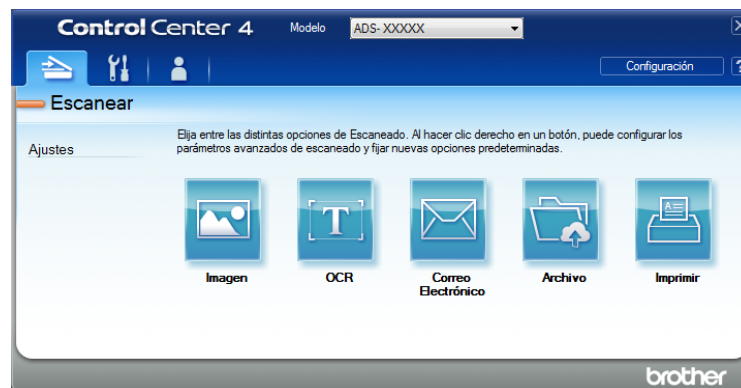 Control Center 4
Modelo
ADS- XXXXX
Configuración
?
Escanear
Ajustes
Elija entre las distintas opciones de Escaneado. Al hacer clic derecho en un botón, puede configurar los
parámetros avanzados de escaneado y fijar nuevas opciones predeterminadas.
T
A
Imagen
OCR
Correo
Electrónico
Archivo
Imprimir
brother